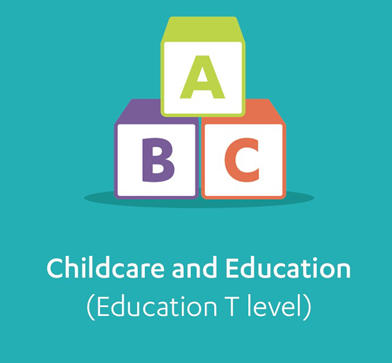 A
B C
Childcare and Education
(Education T level)